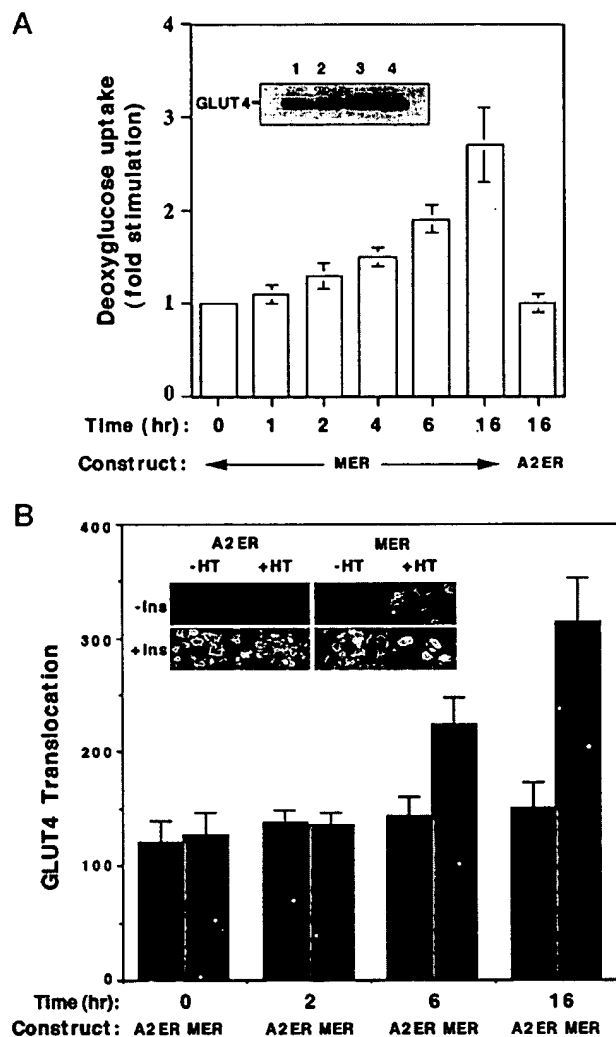 A
Deoxyglucose uptake
(fold stimulation)
4
3
2
1
0
1 2 3 4
GLUT4
Time (hr): 0 1 2 4 6 16 16
Construct: MER A2ER
B
GLUT4 Translocation
400
300
200
100
0
A2ER MER
-HT +HT -HT +HT
-Ins
+Ins
Time(hr): 0 2 6 16
Construct: A2ER MER A2ER MER A2ER MER A2ER MER